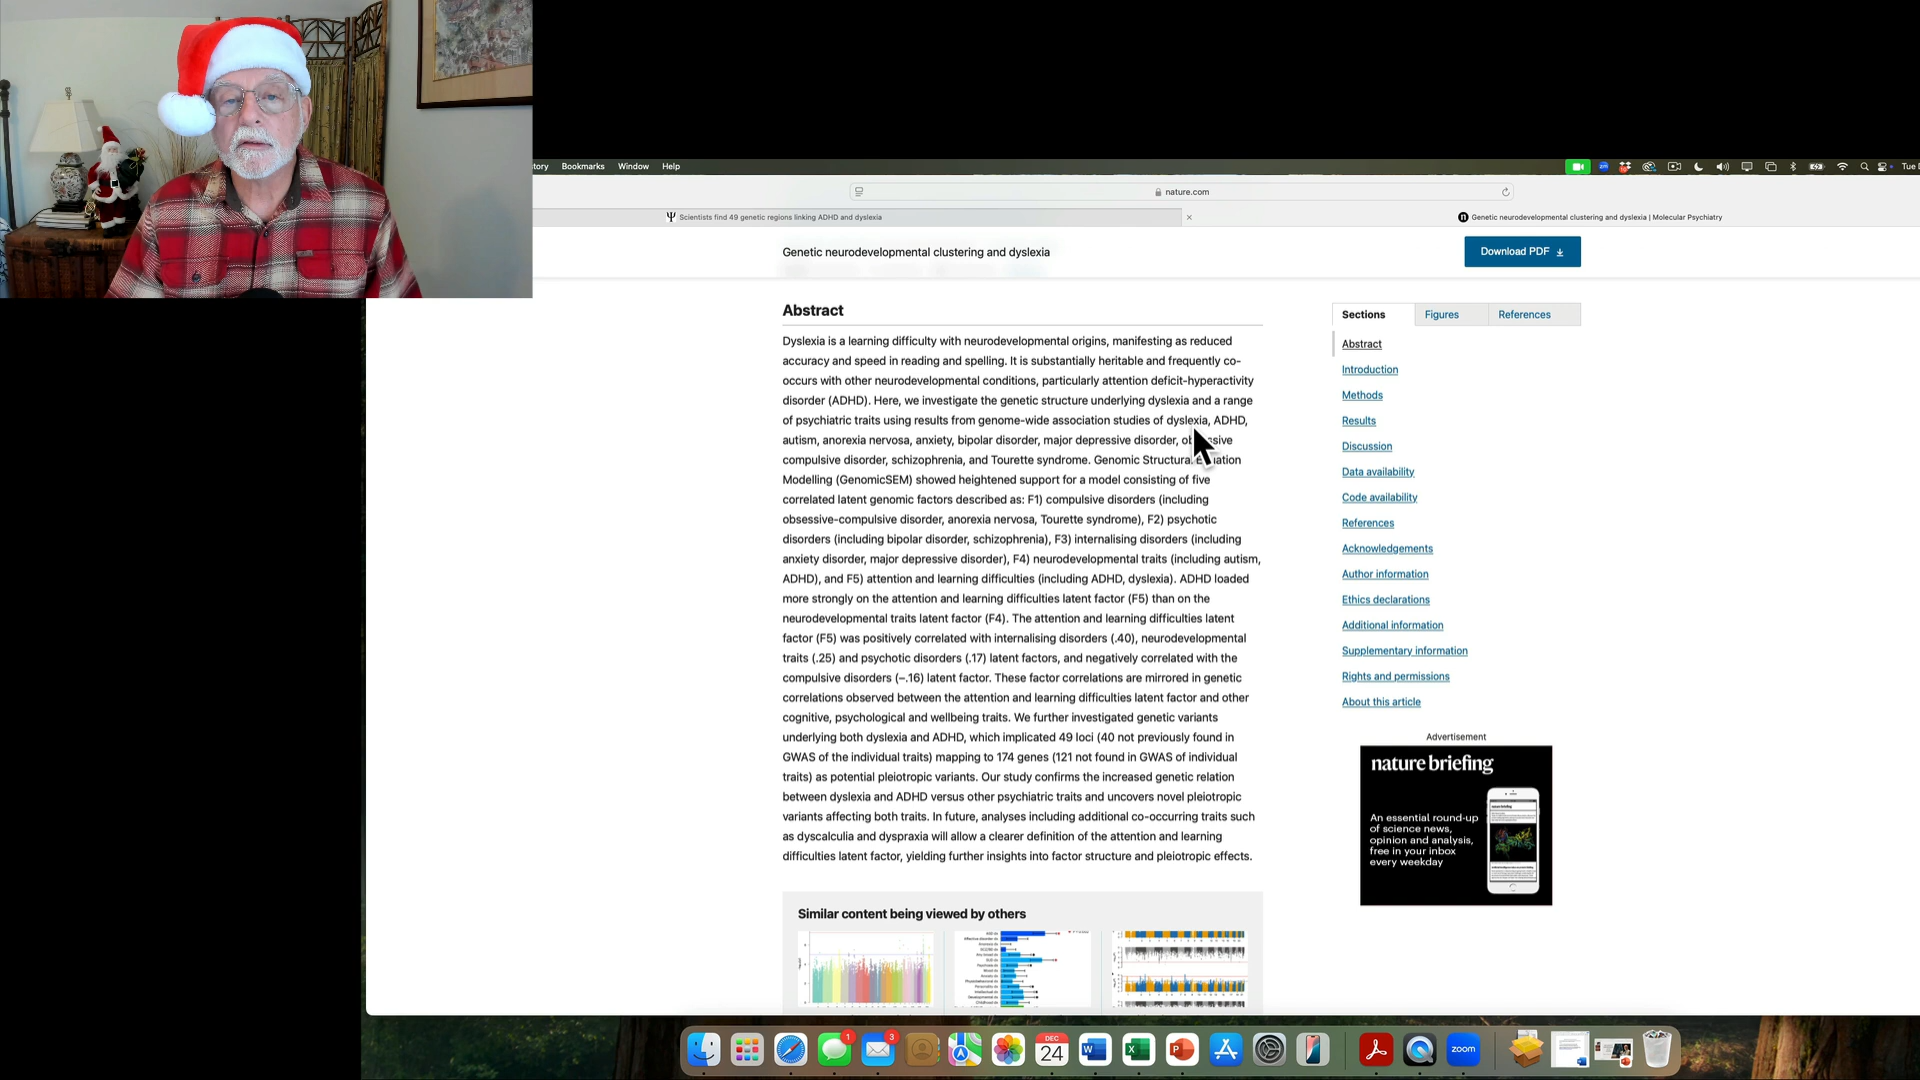 tory Bookmarks Window Help
Tue
nature.com
Scientists find 49 genetic regions linking ADHD and dyslexia
Genetic neurodevelopmental clustering and dyslexia | Molecular Psychiatry
Genetic neurodevelopmental clustering and dyslexia
Download PDF
Abstract
Dyslexia is a learning difficulty with neurodevelopmental origins, manifesting as reduced
accuracy and speed in reading and spelling. It is substantially heritable and frequently co-
occurs with other neurodevelopmental conditions, particularly attention deficit-hyperactivity
disorder (ADHD). Here, we investigate the genetic structure underlying dyslexia and a range
of psychiatric traits using results from genome-wide association studies of dyslexia, ADHD,
autism, anorexia nervosa, anxiety, bipolar disorder, major depressive disorder, obsessive
compulsive disorder, schizophrenia, and Tourette syndrome. Genomic Structural Equation
Modelling (GenomicSEM) showed heightened support for a model consisting of five
correlated latent genomic factors described as: F1) compulsive disorders (including
obsessive-compulsive disorder, anorexia nervosa, Tourette syndrome), F2) psychotic
disorders (including bipolar disorder, schizophrenia), F3) internalising disorders (including
anxiety disorder, major depressive disorder), F4) neurodevelopmental traits (including autism,
ADHD), and F5) attention and learning difficulties (including ADHD, dyslexia). ADHD loaded
more strongly on the attention and learning difficulties latent factor (F5) than on the
neurodevelopmental traits latent factor (F4). The attention and learning difficulties latent
factor (F5) was positively correlated with internalising disorders (.40), neurodevelopmental
traits (.25) and psychotic disorders (.17) latent factors, and negatively correlated with the
compulsive disorders (–.16) latent factor. These factor correlations are mirrored in genetic
correlations observed between the attention and learning difficulties latent factor and other
cognitive, psychological and wellbeing traits. We further investigated genetic variants
underlying both dyslexia and ADHD, which implicated 49 loci (40 not previously found in
GWAS of the individual traits) mapping to 174 genes (121 not found in GWAS of individual
traits) as potential pleiotropic variants. Our study confirms the increased genetic relation
between dyslexia and ADHD versus other psychiatric traits and uncovers novel pleiotropic
variants affecting both traits. In future, analyses including additional co-occurring traits such
as dyscalculia and dyspraxia will allow a clearer definition of the attention and learning
difficulties latent factor, yielding further insights into factor structure and pleiotropic effects.
Similar content being viewed by others
Sections Figures References
Abstract
Introduction
Methods
Results
Discussion
Data availability
Code availability
References
Acknowledgements
Author information
Ethics declarations
Additional information
Supplementary information
Rights and permissions
About this article
Advertisement
nature briefing
An essential round-up
of science news,
opinion and analysis,
free in your inbox
every weekday
1
3
DEC
24
W
X
P
zoom